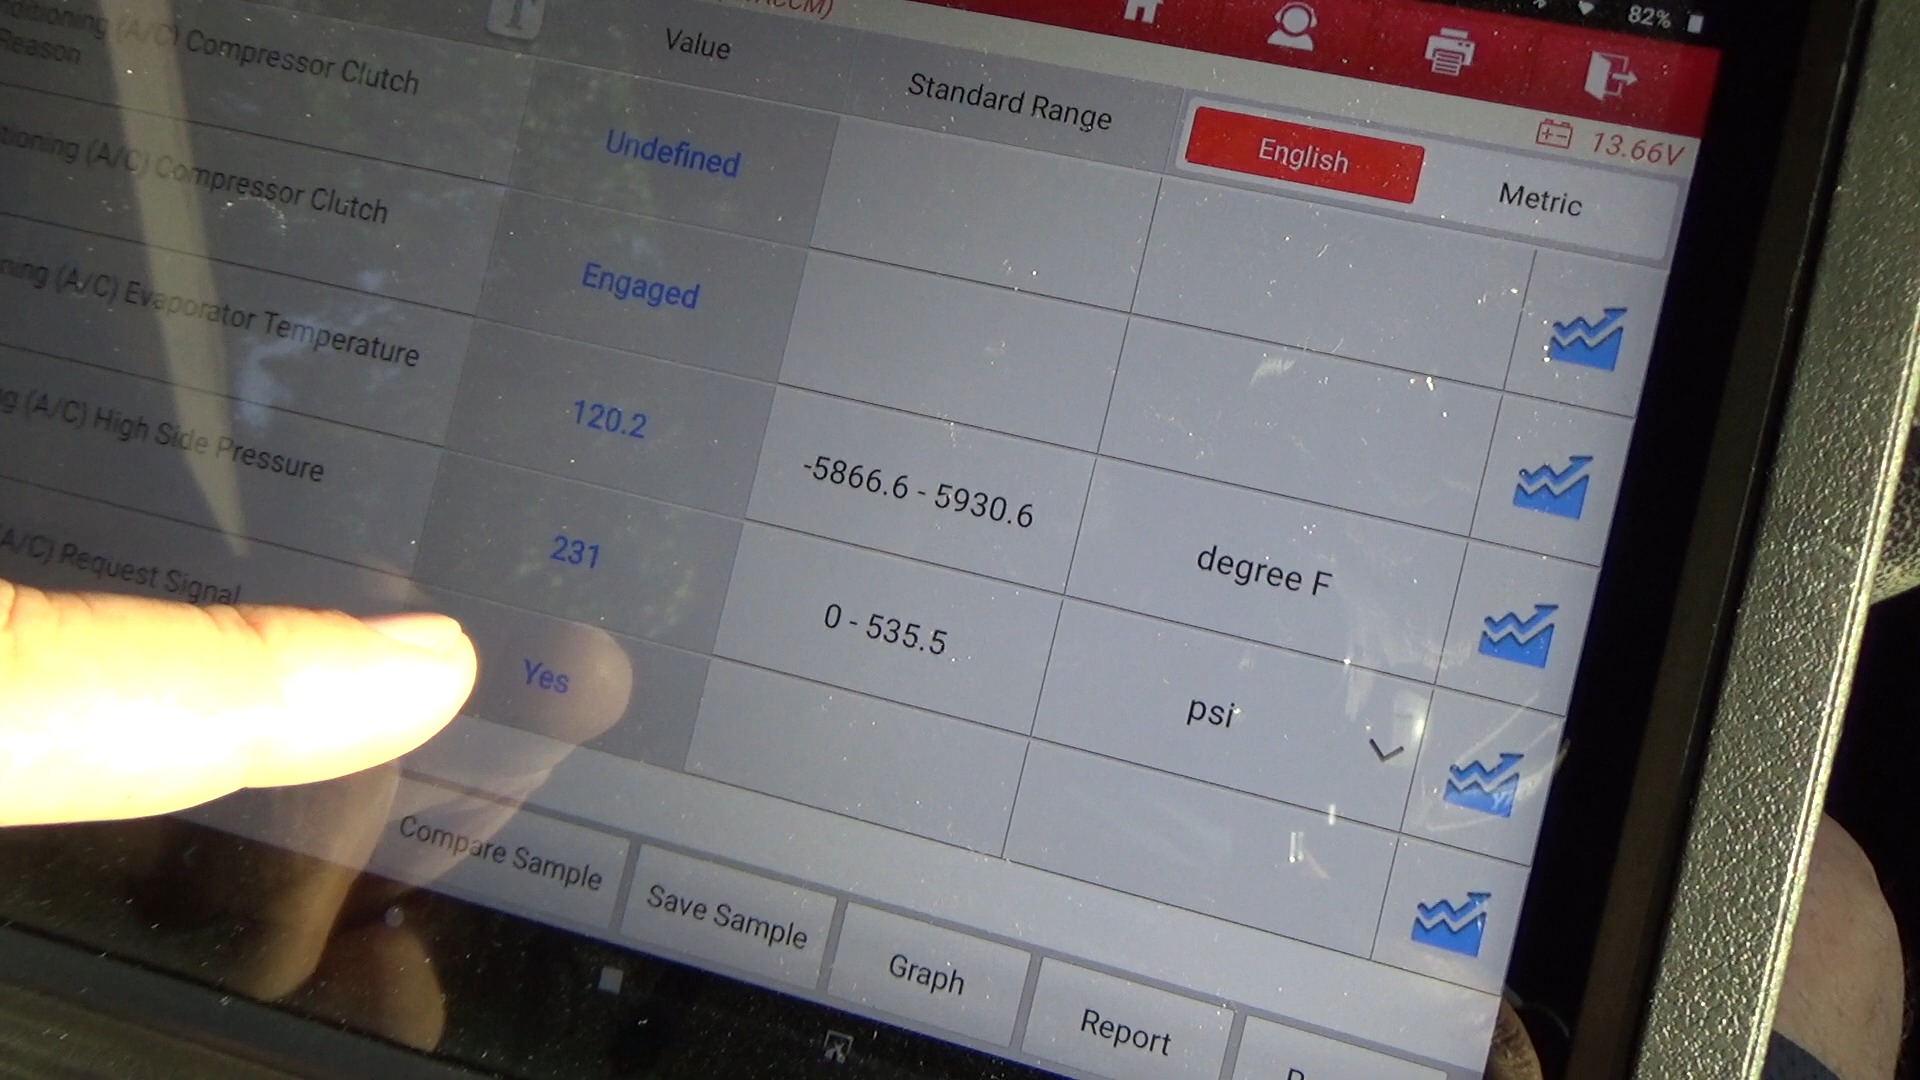 82%
13.66V
Value
Standard Range
English
Metric
(A/C) Compressor Clutch
Reason
Undefined
(A/C) Compressor Clutch
Engaged
(A/C) Evaporator Temperature
120.2
-5866.6 - 5930.6
degree F
(A/C) High Side Pressure
231
0 - 535.5
psi
(A/C) Request Signal
Yes
Compare Sample
Save Sample
Graph
Report